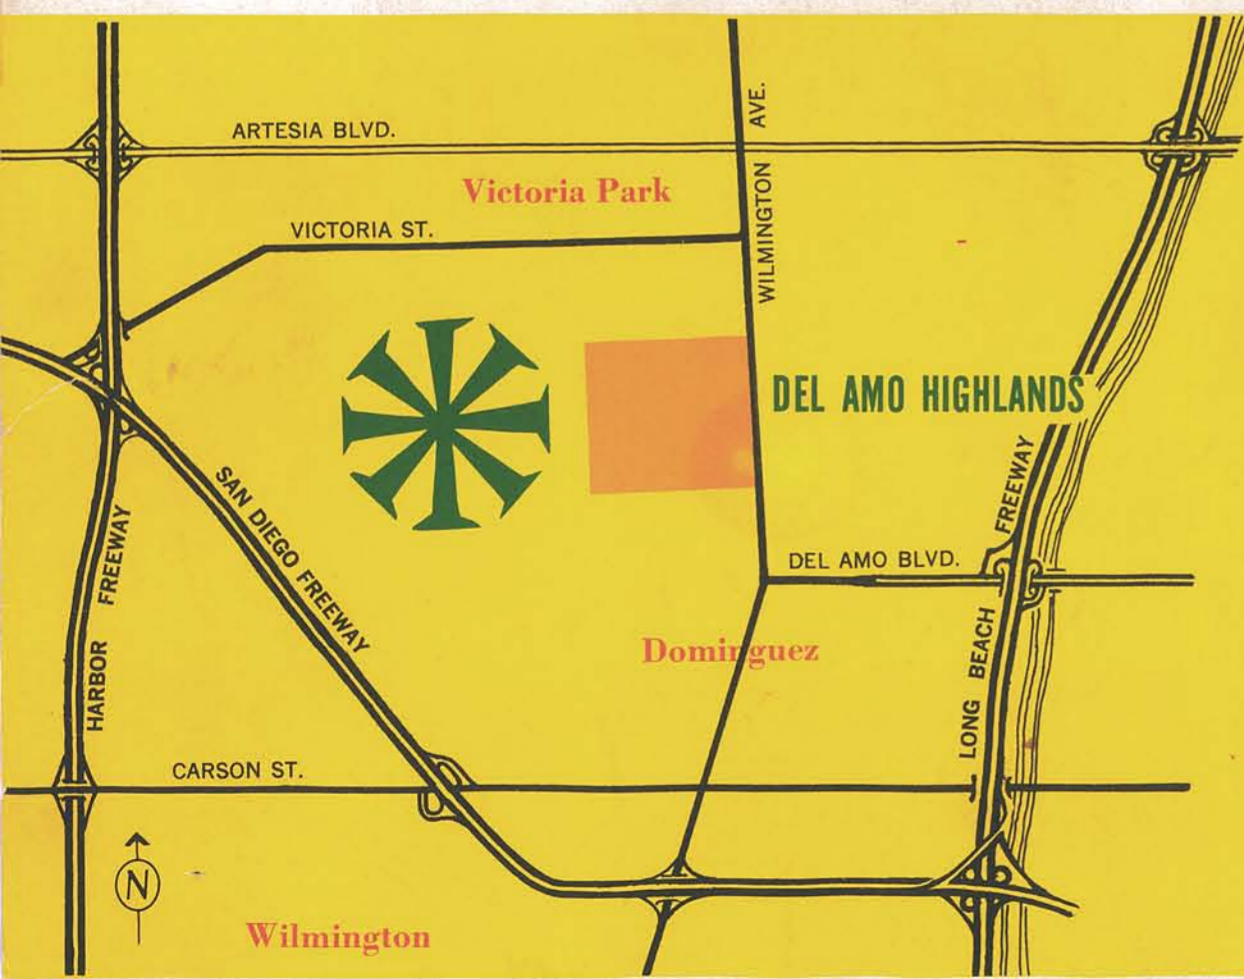 ARTESIA BLVD.
WILMINGTON AVE.
Victoria Park
VICTORIA ST.
DEL AMO HIGHLANDS
SAN DIEGO FREEWAY
HARBOR FREEWAY
LONG BEACH FREEWAY
DEL AMO BLVD.
Dominguez
CARSON ST.
N
Wilmington